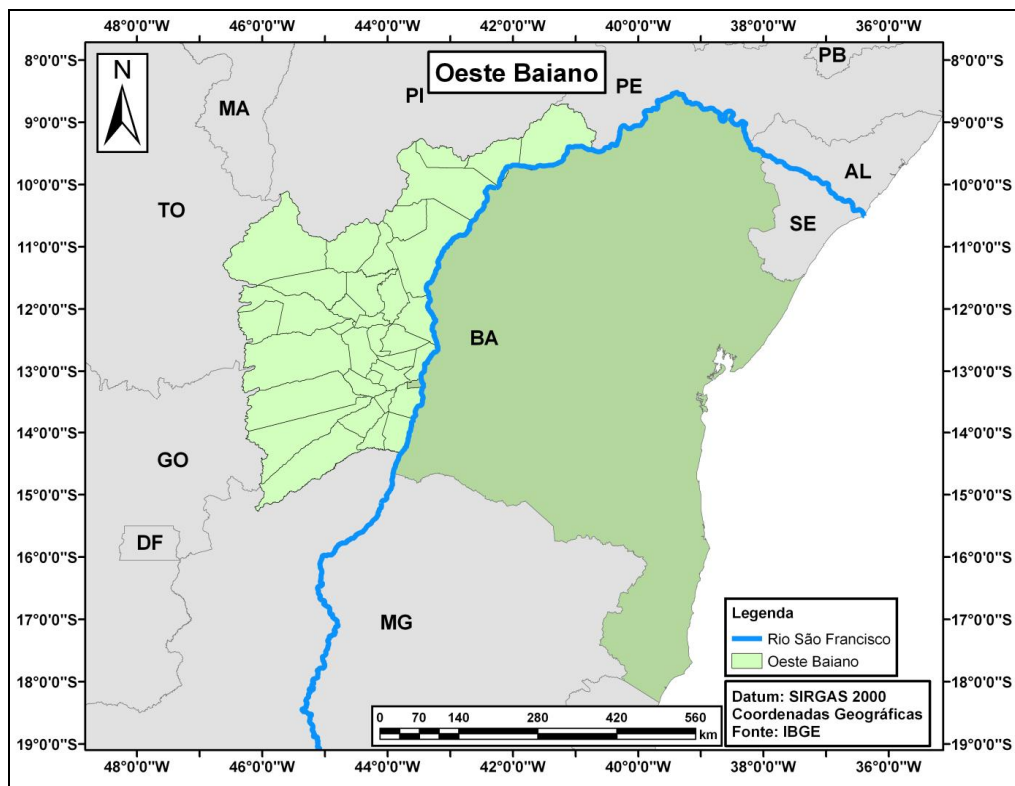 48°0'0"W 46°0'0"W 44°0'0"W 42°0'0"W 40°0'0"W 38°0'0"W 36°0'0"W
8°0'0"S
9°0'0"S
10°0'0"S
11°0'0"S
12°0'0"S
13°0'0"S
14°0'0"S
15°0'0"S
16°0'0"S
17°0'0"S
18°0'0"S
19°0'0"S
N
Oeste Baiano
PB
PE
PI
MA
AL
TO
SE
BA
GO
DF
MG
Legenda
Rio São Francisco
Oeste Baiano
Datum: SIRGAS 2000
Coordenadas Geográficas
Fonte: IBGE
0 70 140 280 420 560
km
8°0'0"S
9°0'0"S
10°0'0"S
11°0'0"S
12°0'0"S
13°0'0"S
14°0'0"S
15°0'0"S
16°0'0"S
17°0'0"S
18°0'0"S
19°0'0"S
48°0'0"W 46°0'0"W 44°0'0"W 42°0'0"W 40°0'0"W 38°0'0"W 36°0'0"W